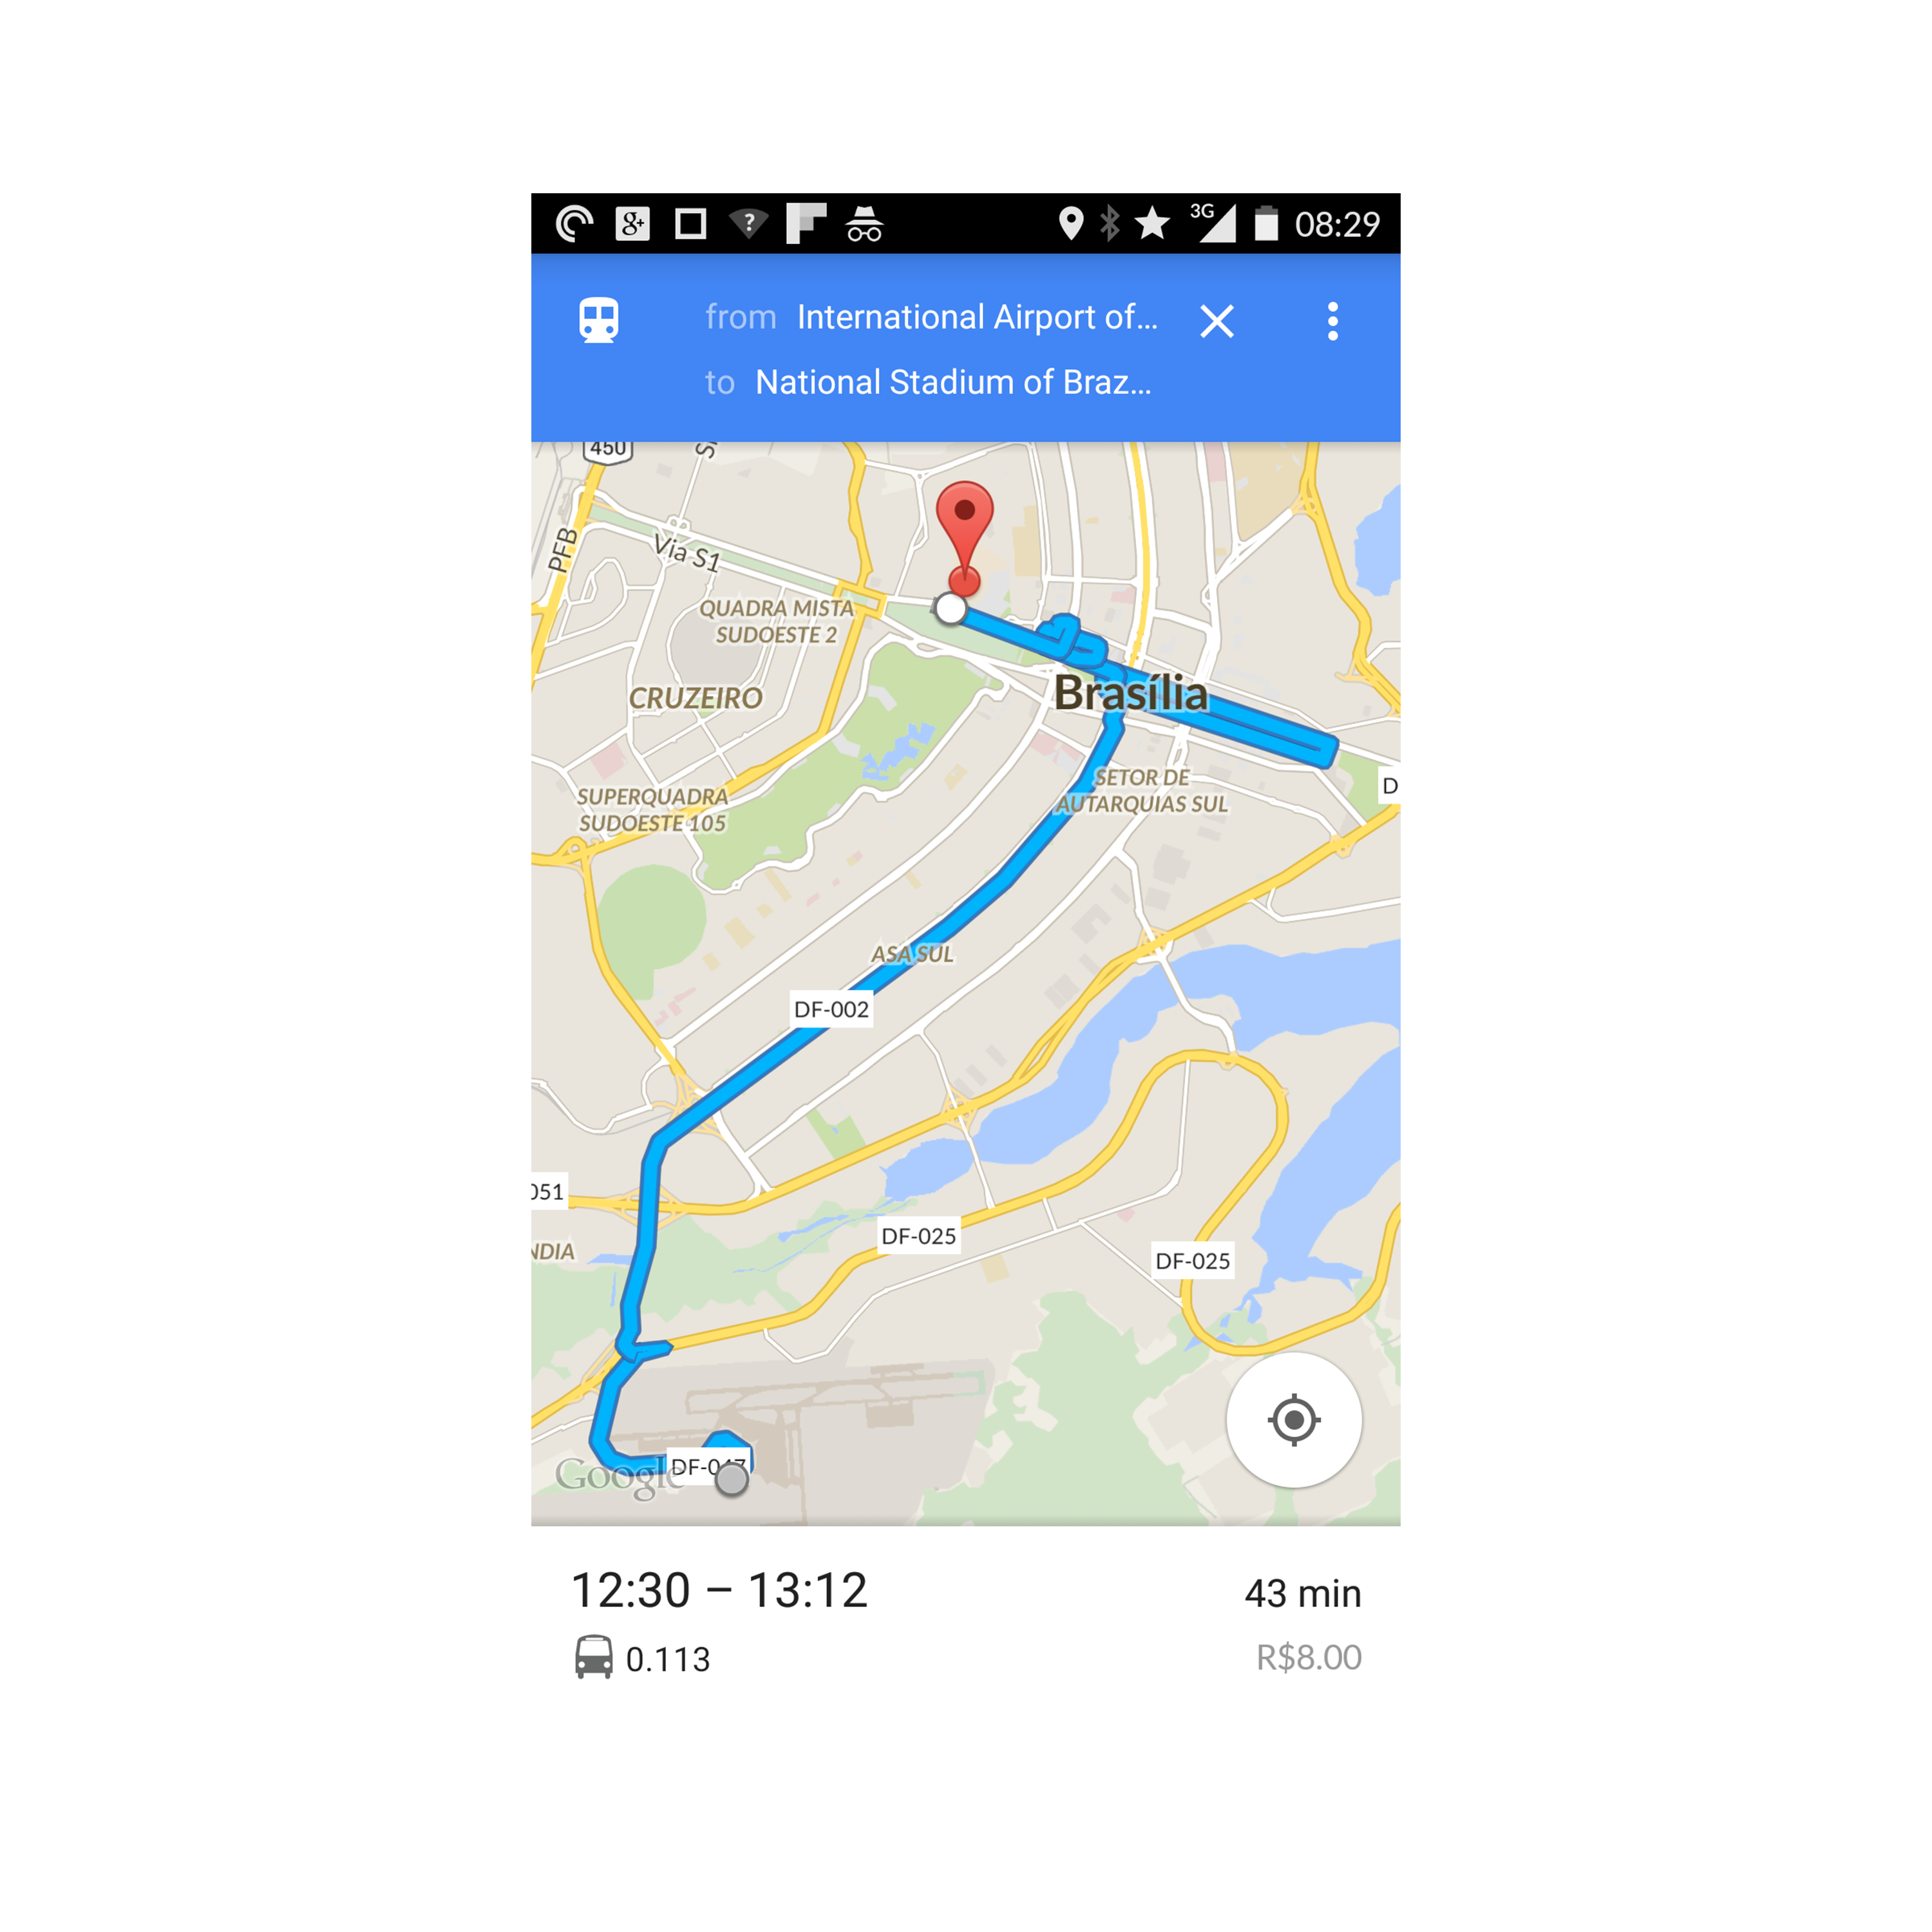 g+
?
3G
08:29
from International Airport of...
to National Stadium of Braz...
450
PFB
Via S1
QUADRA MISTA
SUDOESTE 2
CRUZEIRO
Brasília
SUPERQUADRA
SUDOESTE 105
SETOR DE
AUTARQUIAS SUL
D
ASA SUL
DF-002
051
NDIA
DF-025
DF-025
DF-047
Google
12:30 – 13:12
43 min
0.113
R$8.00